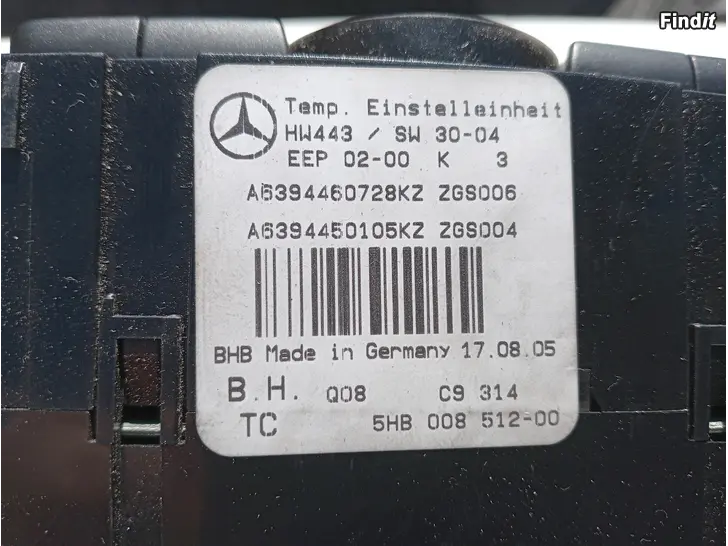 Findit
Temp. Einstelleinheit
HW443 / SW 30-04
EEP 02-00 K 3
A6394460728KZ ZGS006
A6394450105KZ ZGS004
BHB Made in Germany 17.08.05
B.H. Q08 C9 314
TC 5HB 008 512-00